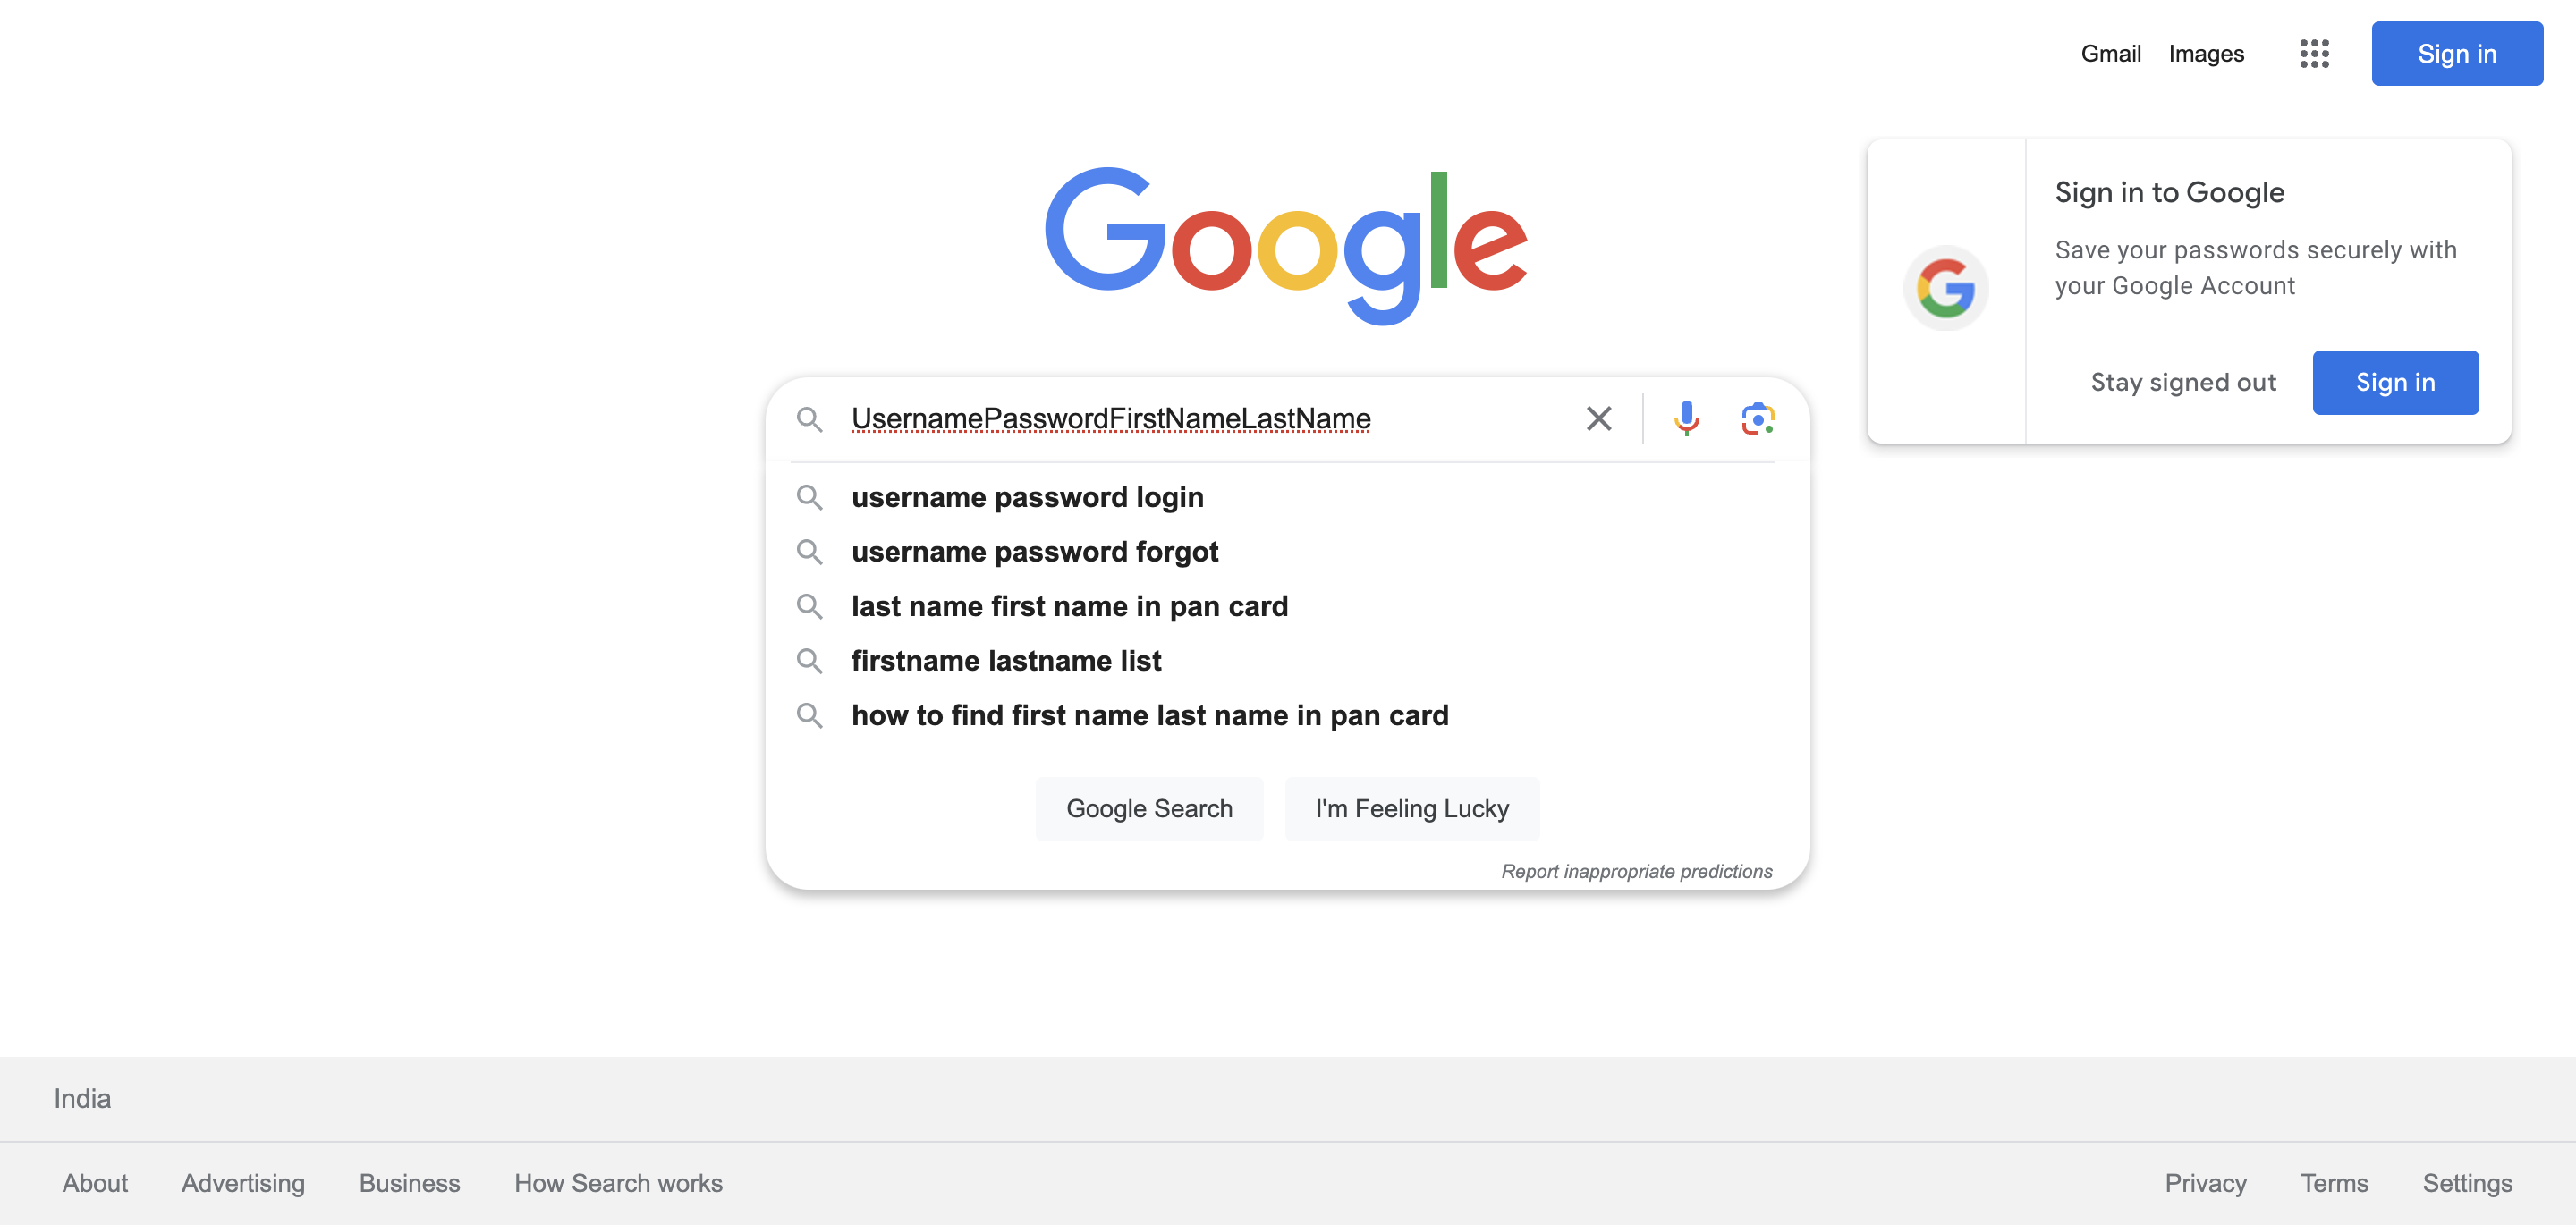 Gmail Images Sign in
Google
Sign in to Google
Save your passwords securely with
your Google Account
Stay signed out Sign in
UsernamePasswordFirstNameLastName
username password login
username password forgot
last name first name in pan card
firstname lastname list
how to find first name last name in pan card
Google Search I'm Feeling Lucky
Report inappropriate predictions
India
About Advertising Business How Search works Privacy Terms Settings